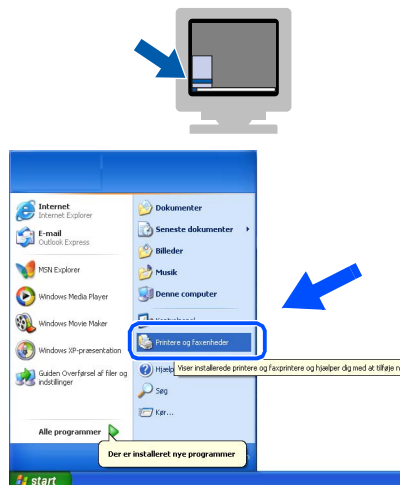 Internet
Internet Explorer
E-mail
Outlook Express
MSN Explorer
Windows Media Player
Windows Movie Maker
Windows XP-præsentation
Guiden Overførsel af filer og
indstillinger
Alle programmer
Dokumenter
Seneste dokumenter
Billeder
Musik
Denne computer
Printere og faxenheder
Viser installerede printere og faxprintere og hjælper dig med at tilføje n
Hjælp
Søg
Kør...
Der er installeret nye programmer
start